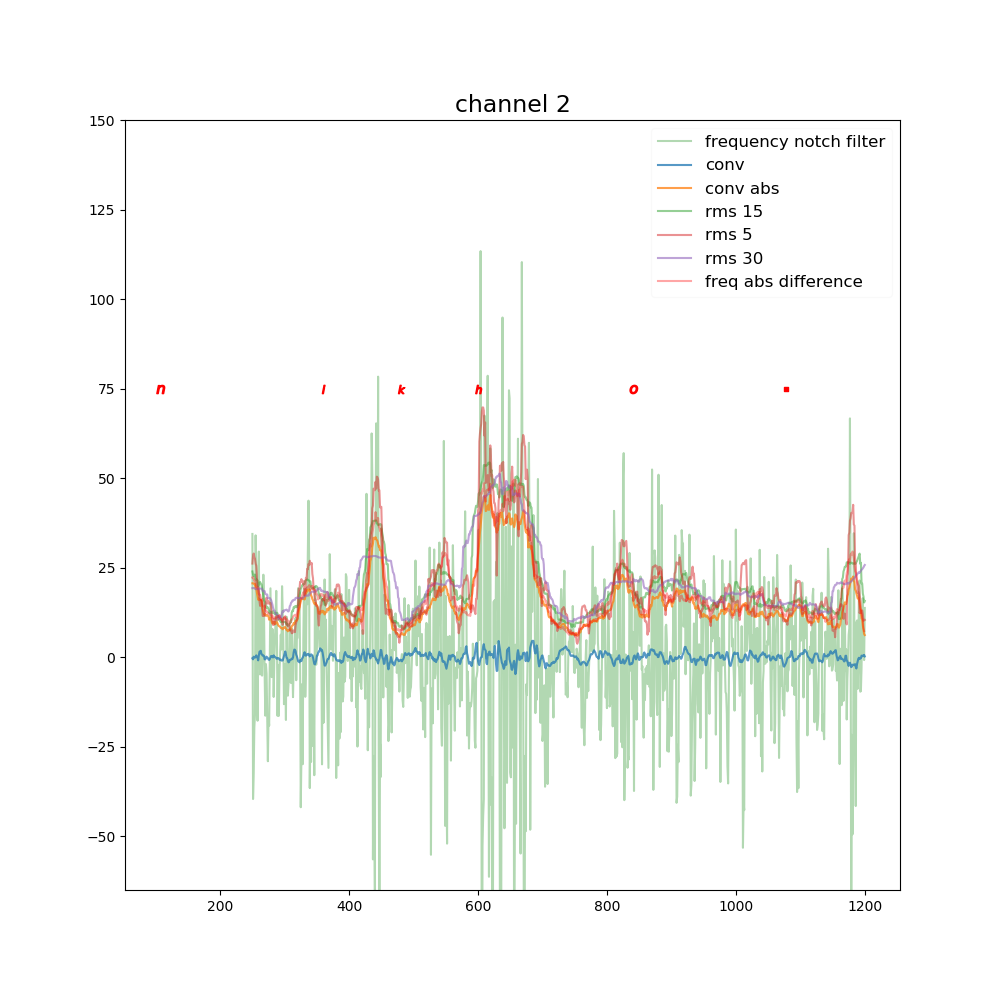 channel 2
150
frequency notch filter
conv
conv abs
rms 15
rms 5
rms 30
freq abs difference
125
100
75
n l k h o .
50
25
0
−25
−50
200 400 600 800 1000 1200